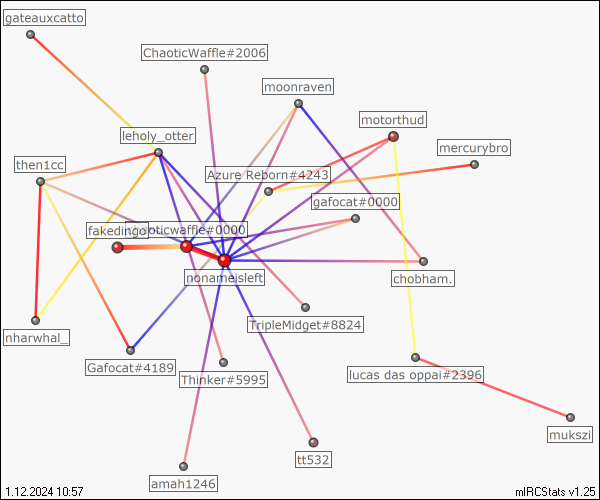 gateauxcatto
ChaoticWaffle#2006
moonraven
motorthud
leholy_otter
mercurybro
then1cc
Azure Reborn#4243
gafocat#0000
chaoticwaffle#0000
nonameisleft
chobham.
TripleMidget#8824
nharwhal_
Gafocat#4189
Thinker#5995
lucas das oppai#2396
mukszi
tt532
amah1246
1.12.2024 10:57
mIRCStats v1.25